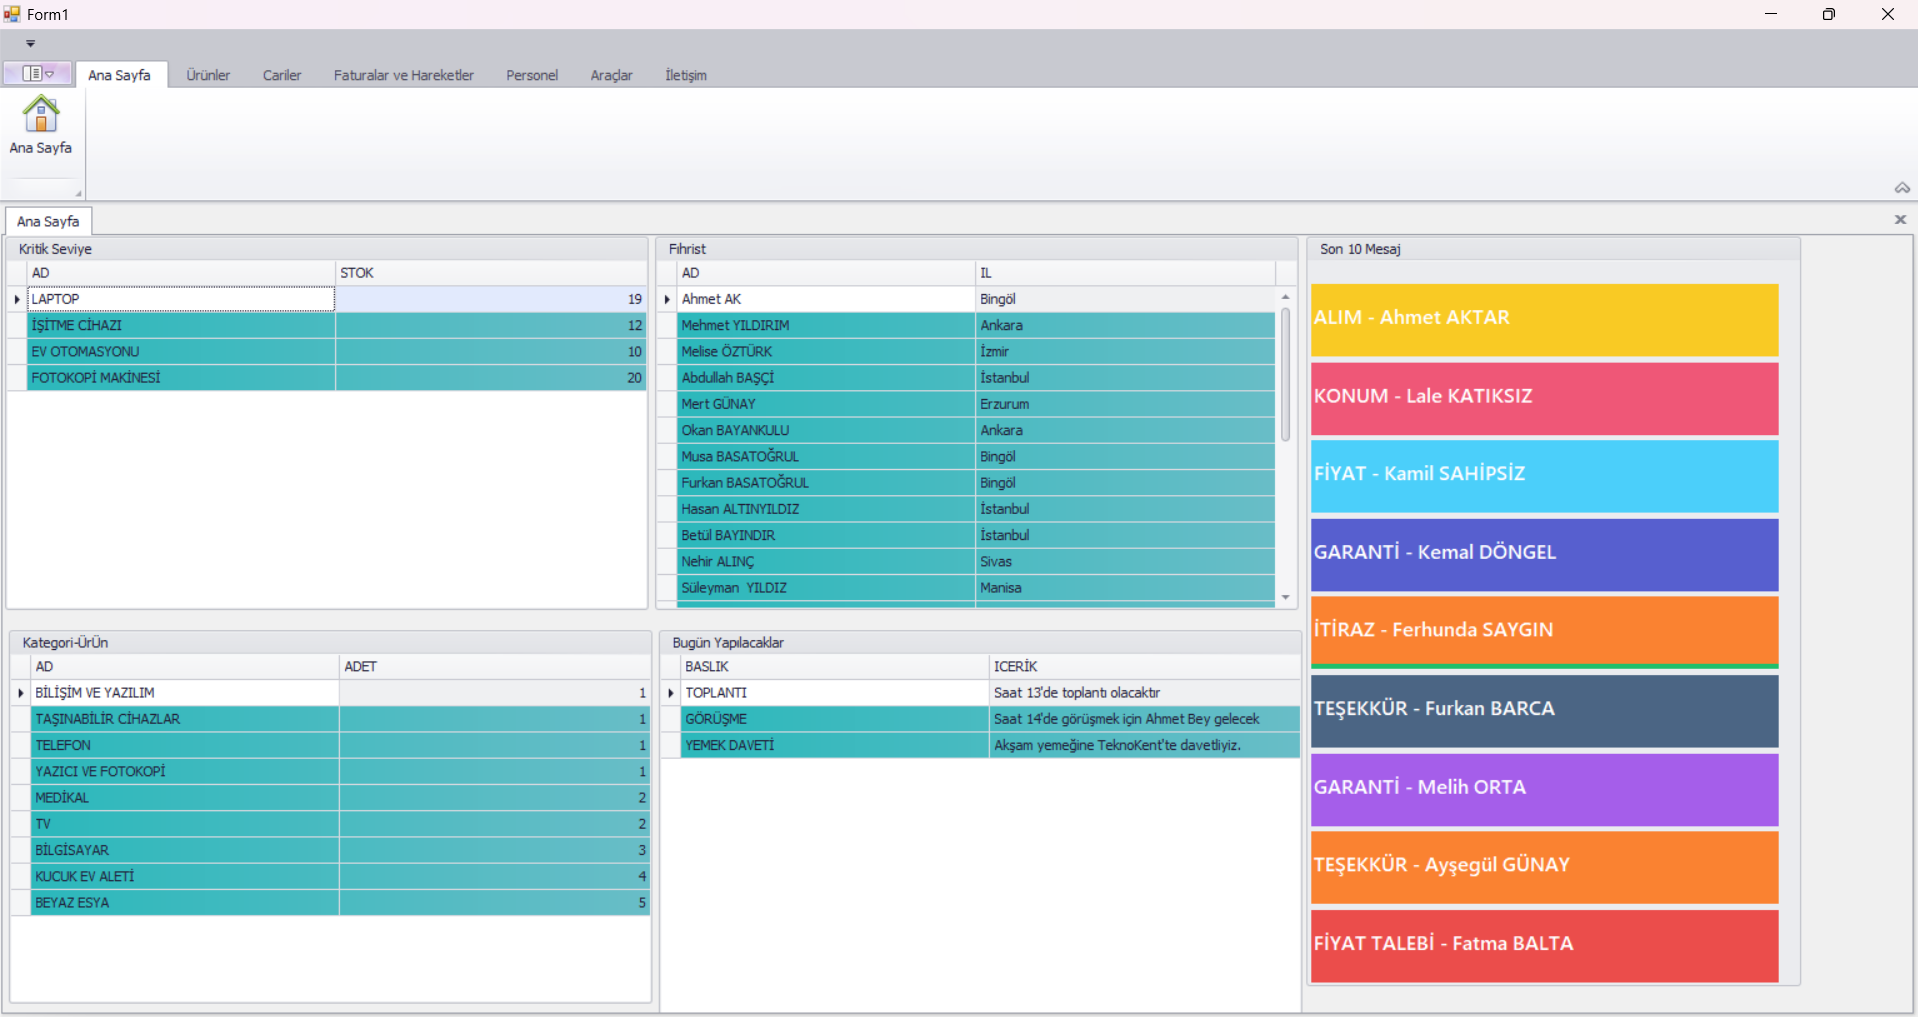 Form1
Ana Sayfa
Ürünler
Cariler
Faturalar ve Hareketler
Personel
Araçlar
İletişim
Ana Sayfa
Ana Sayfa
Kritik Seviye
AD STOK
LAPTOP 19
İŞİTME CİHAZI 12
EV OTOMASYONU 10
FOTOKOPİ MAKİNESİ 20
Fihrist
AD IL
Ahmet AK Bingöl
Mehmet YILDIRIM Ankara
Melise ÖZTÜRK İzmir
Abdullah BAŞÇİ İstanbul
Mert GÜNAY Erzurum
Okan BAYANKULU Ankara
Musa BASATOĞRUL Bingöl
Furkan BASATOĞRUL Bingöl
Hasan ALTINYILDIZ İstanbul
Betül BAYINDIR İstanbul
Nehir ALINÇ Sivas
Süleyman YILDIZ Manisa
Son 10 Mesaj
ALIM - Ahmet AKTAR
KONUM - Lale KATIKSIZ
FİYAT - Kamil SAHİPSİZ
GARANTİ - Kemal DÖNGEL
İTİRAZ - Ferhunda SAYGIN
TEŞEKKÜR - Furkan BARCA
GARANTİ - Melih ORTA
TEŞEKKÜR - Ayşegül GÜNAY
FİYAT TALEBİ - Fatma BALTA
Kategori-ÜrÜn
AD ADET
BİLİŞİM VE YAZILIM 1
TAŞINABİLİR CİHAZLAR 1
TELEFON 1
YAZICI VE FOTOKOPİ 1
MEDİKAL 2
TV 2
BİLGİSAYAR 3
KUCUK EV ALETİ 4
BEYAZ ESYA 5
Bugün Yapılacaklar
BASLIK ICERİK
TOPLANTI Saat 13'de toplantı olacaktır
GÖRÜŞME Saat 14'de görüşmek için Ahmet Bey gelecek
YEMEK DAVETİ Akşam yemeğine TeknoKent'te davetliyiz.